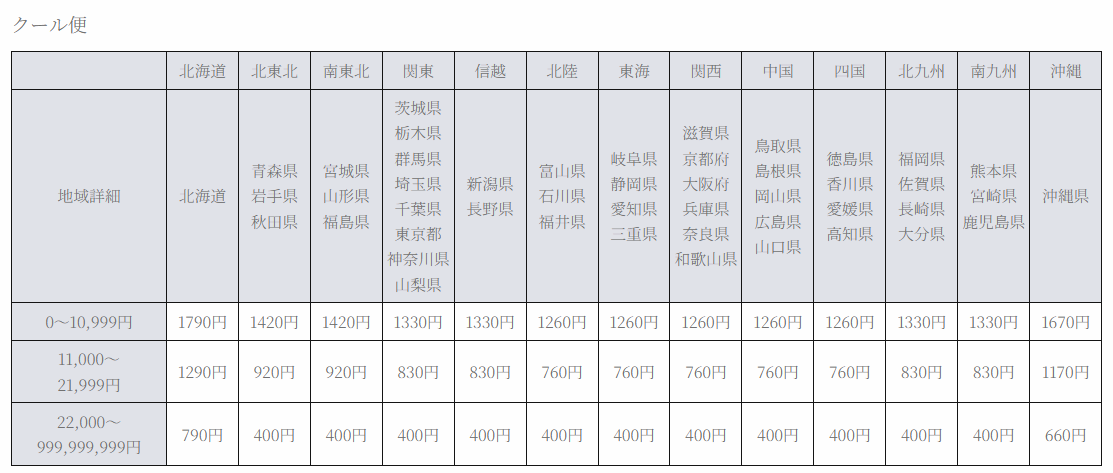 クール便
北海道 北東北 南東北 関東 信越 北陸 東海 関西 中国 四国 北九州 南九州 沖縄
地域詳細
北海道
青森県
岩手県
秋田県
宮城県
山形県
福島県
茨城県
栃木県
群馬県
埼玉県
千葉県
東京都
神奈川県
山梨県
新潟県
長野県
富山県
石川県
福井県
岐阜県
静岡県
愛知県
三重県
滋賀県
京都府
大阪府
兵庫県
奈良県
和歌山県
鳥取県
島根県
岡山県
広島県
山口県
徳島県
香川県
愛媛県
高知県
福岡県
佐賀県
長崎県
大分県
熊本県
宮崎県
鹿児島県
沖縄県
0～10,999円 1790円 1420円 1420円 1330円 1330円 1260円 1260円 1260円 1260円 1260円 1330円 1330円 1670円
11,000～
21,999円
1290円 920円 920円 830円 830円 760円 760円 760円 760円 760円 830円 830円 1170円
22,000～
999,999,999円
790円 400円 400円 400円 400円 400円 400円 400円 400円 400円 400円 400円 660円